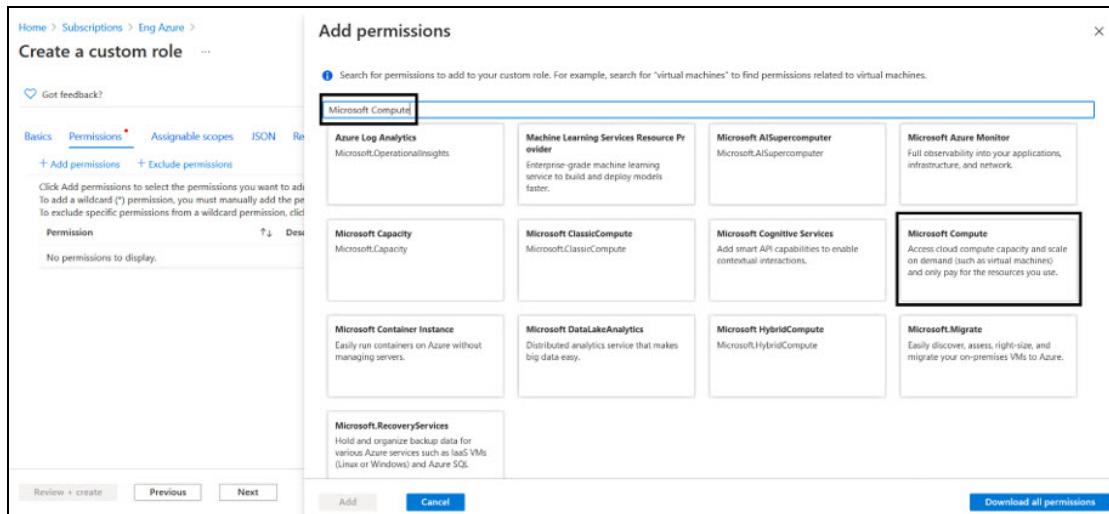 Home > Subscriptions > Eng Azure >
Create a custom role ...
Got feedback?
Basics Permissions Assignable scopes JSON Re
+ Add permissions + Exclude permissions
Click Add permissions to select the permissions you want to ad
To add a wildcard (*) permission, you must manually add the pe
To exclude specific permissions from a wildcard permission, clic
Permission ↑↓ Desc
No permissions to display.
Review + create Previous Next
Add permissions
Search for permissions to add to your custom role. For example, search for "virtual machines" to find permissions related to virtual machines.
Microsoft Compute
Azure Log Analytics
Microsoft.OperationalInsights
Machine Learning Services Resource Pr
ovider
Enterprise-grade machine learning
service to build and deploy models
faster.
Microsoft AISupercomputer
Microsoft.AISupercomputer
Microsoft Azure Monitor
Full observability into your applications,
infrastructure, and network.
Microsoft Capacity
Microsoft.Capacity
Microsoft ClassicCompute
Microsoft.ClassicCompute
Microsoft Cognitive Services
Add smart API capabilities to enable
contextual interactions.
Microsoft Compute
Access cloud compute capacity and scale
on demand (such as virtual machines)
and only pay for the resources you use.
Microsoft Container Instance
Easily run containers on Azure without
managing servers.
Microsoft DataLakeAnalytics
Distributed analytics service that makes
big data easy.
Microsoft HybridCompute
Microsoft.HybridCompute
Microsoft.Migrate
Easily discover, assess, right-size, and
migrate your on-premises VMs to Azure.
Microsoft.RecoveryServices
Hold and organize backup data for
various Azure services such as IaaS VMs
(Linux or Windows) and Azure SQL
Add Cancel Download all permissions